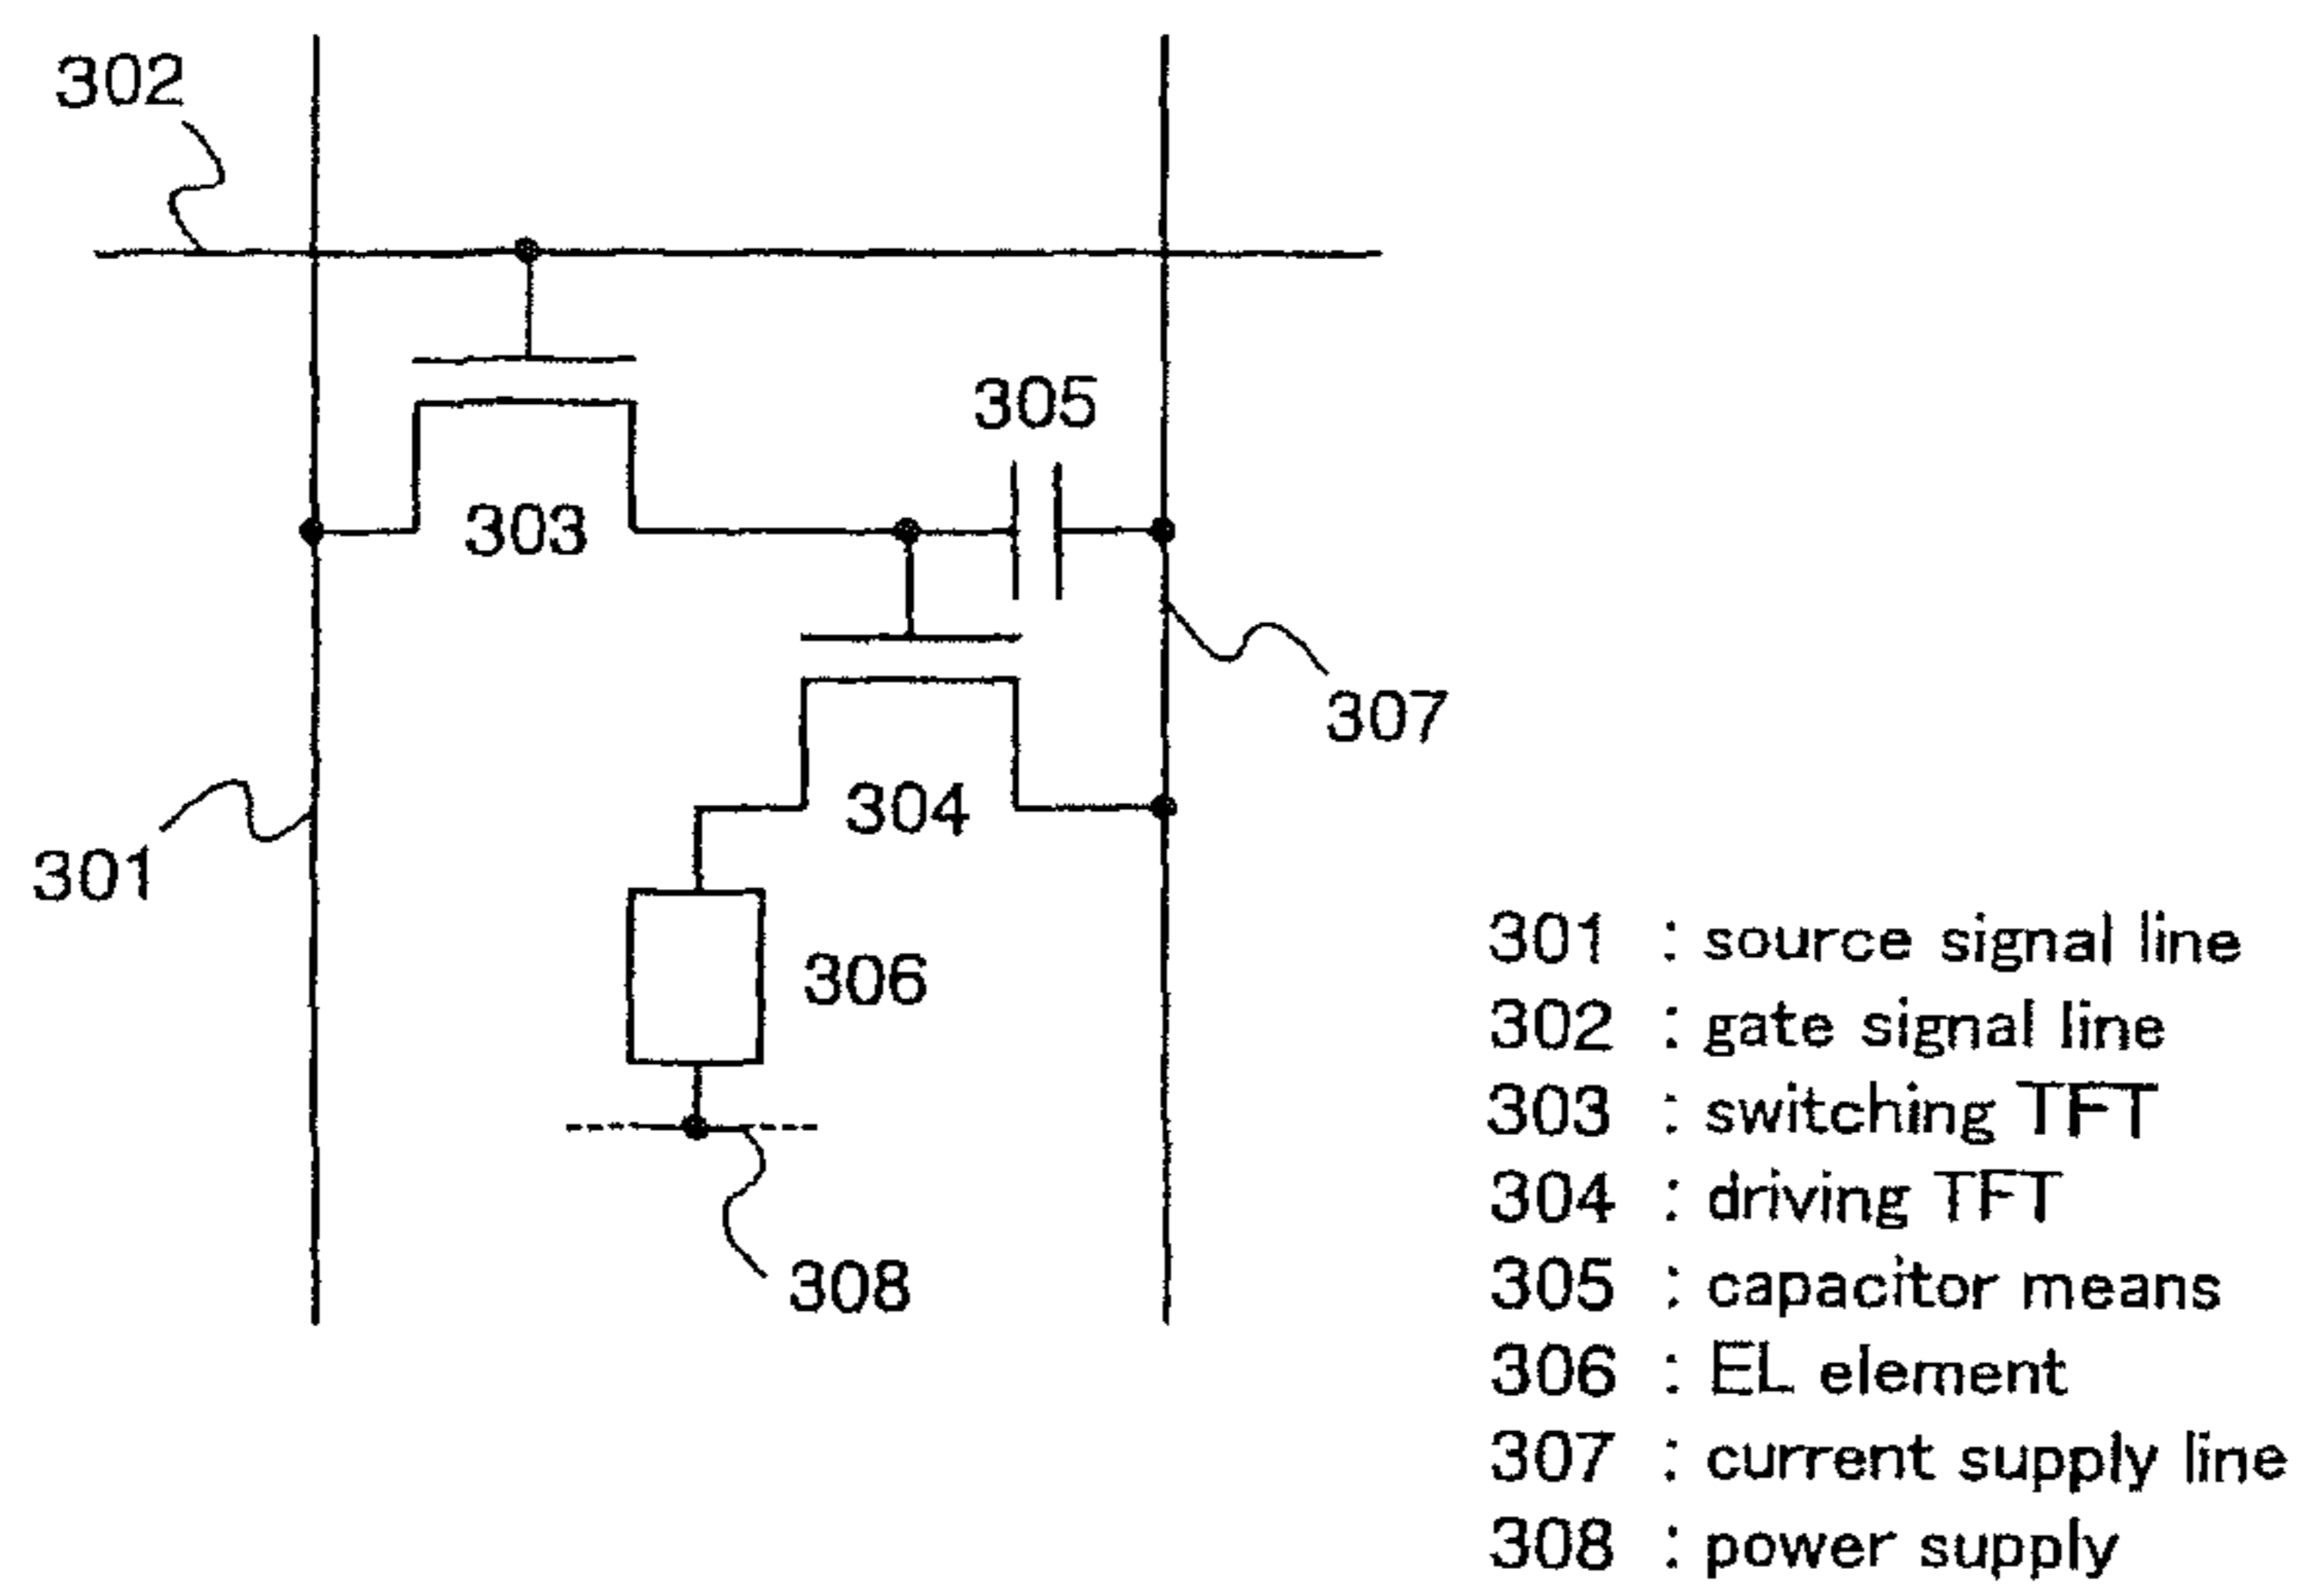 302
305
303
307
304
301
306
308
301 : source signal line
302 : gate signal line
303 : switching TFT
304 : driving TFT
305 : capacitor means
306 : EL element
307 : current supply line
308 : power supply